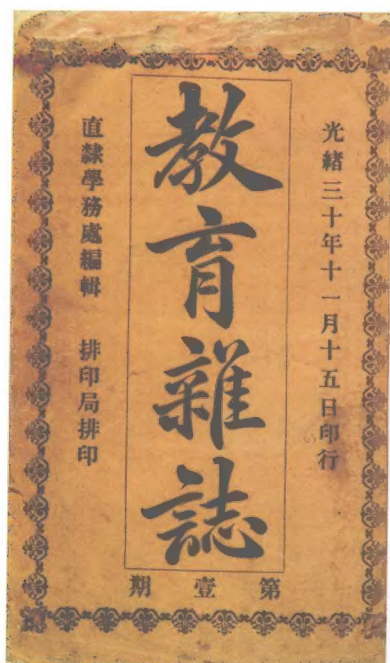 光緒三十年十一月十五日印行
教育雜誌
直隸學務處編輯 排印局排印
第壹期